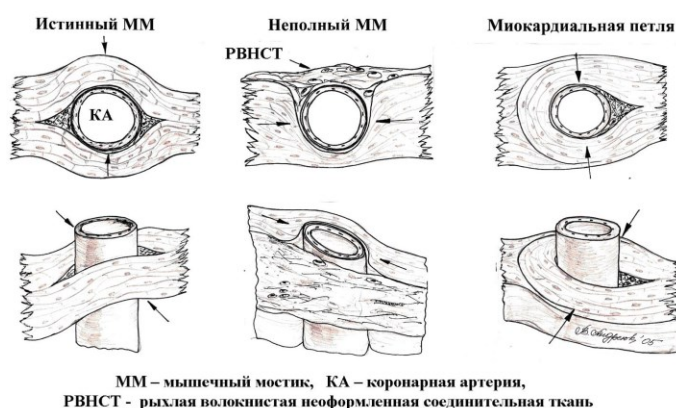 Истинный ММ
Неполный ММ
Миокардиальная петля
РВНСТ
КА
ММ – мышечный мостик, КА – коронарная артерия,
РВНСТ - рыхлая волокнистая неоформленная соединительная ткань